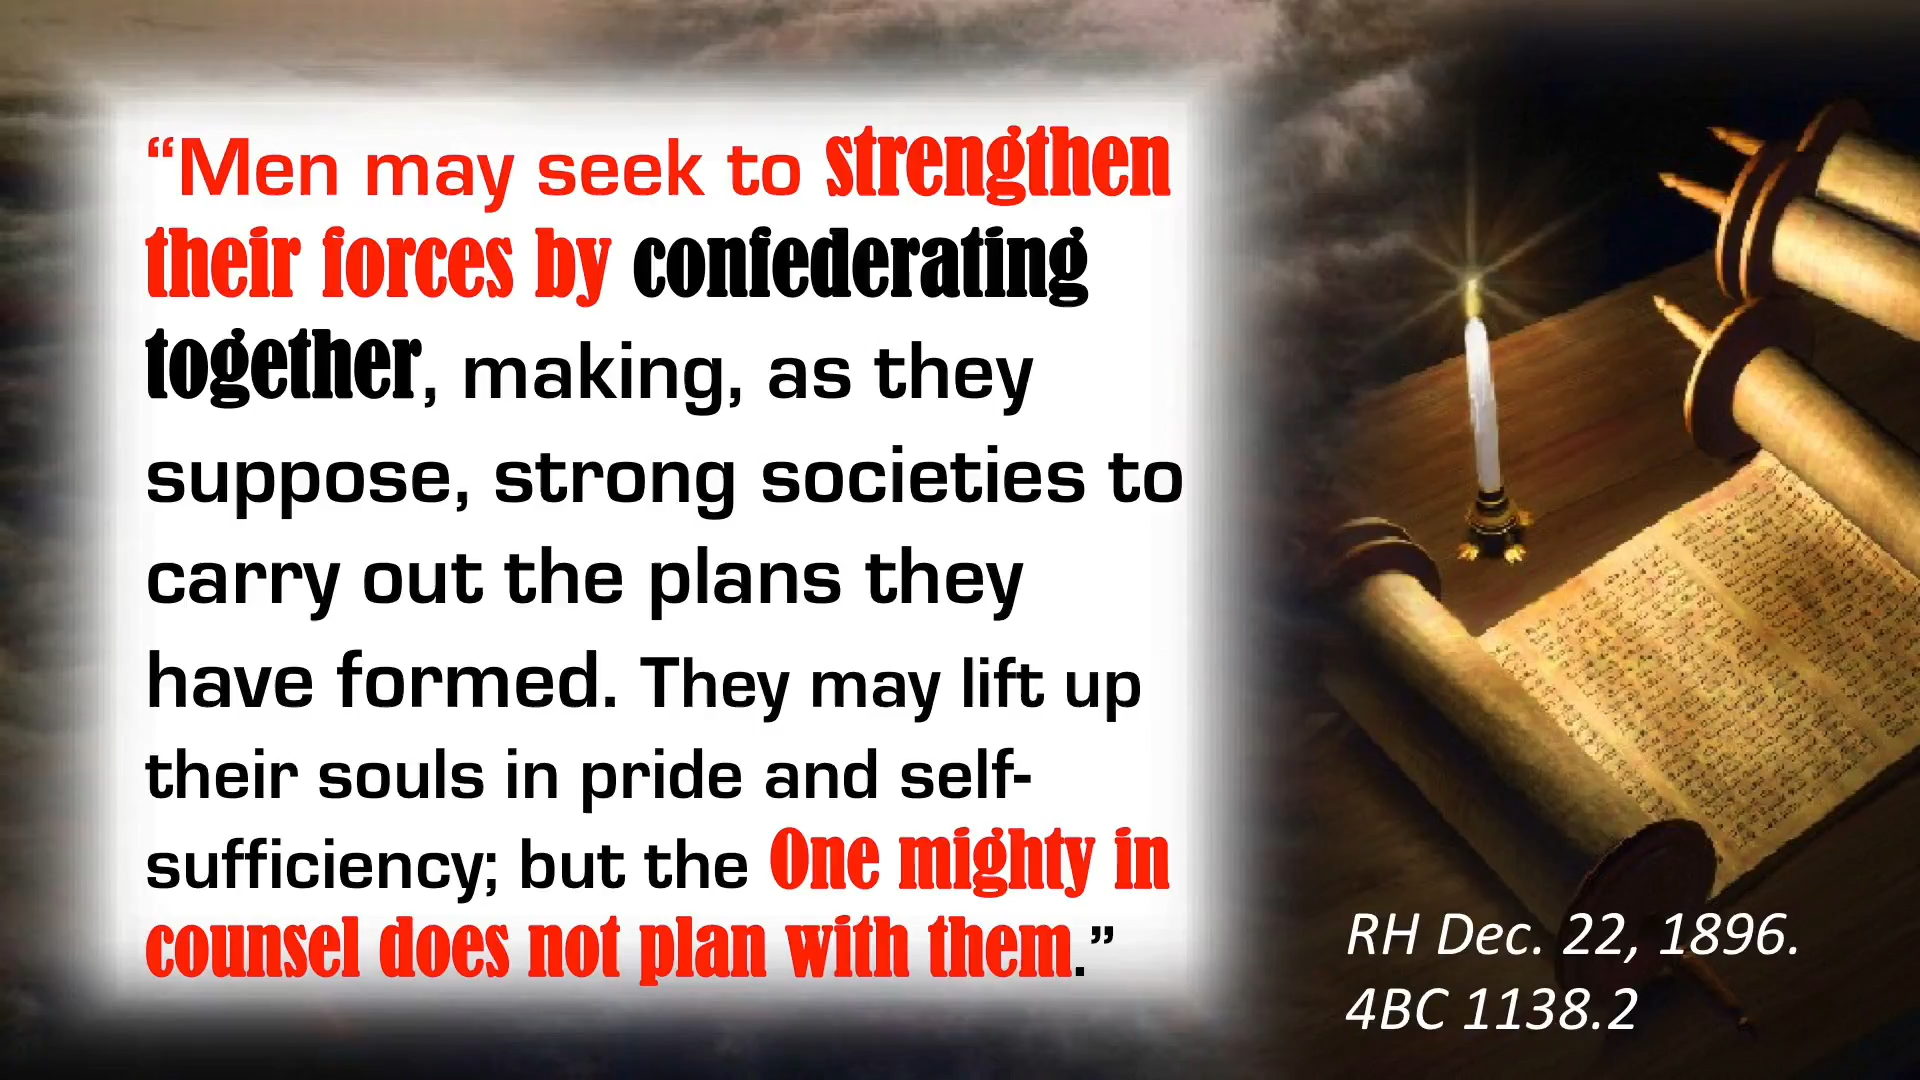 “Men may seek to strengthen
their forces by confederating
together, making, as they
suppose, strong societies to
carry out the plans they
have formed. They may lift up
their souls in pride and self-
sufficiency; but the One mighty in
counsel does not plan with them.”
RH Dec. 22, 1896.
4BC 1138.2